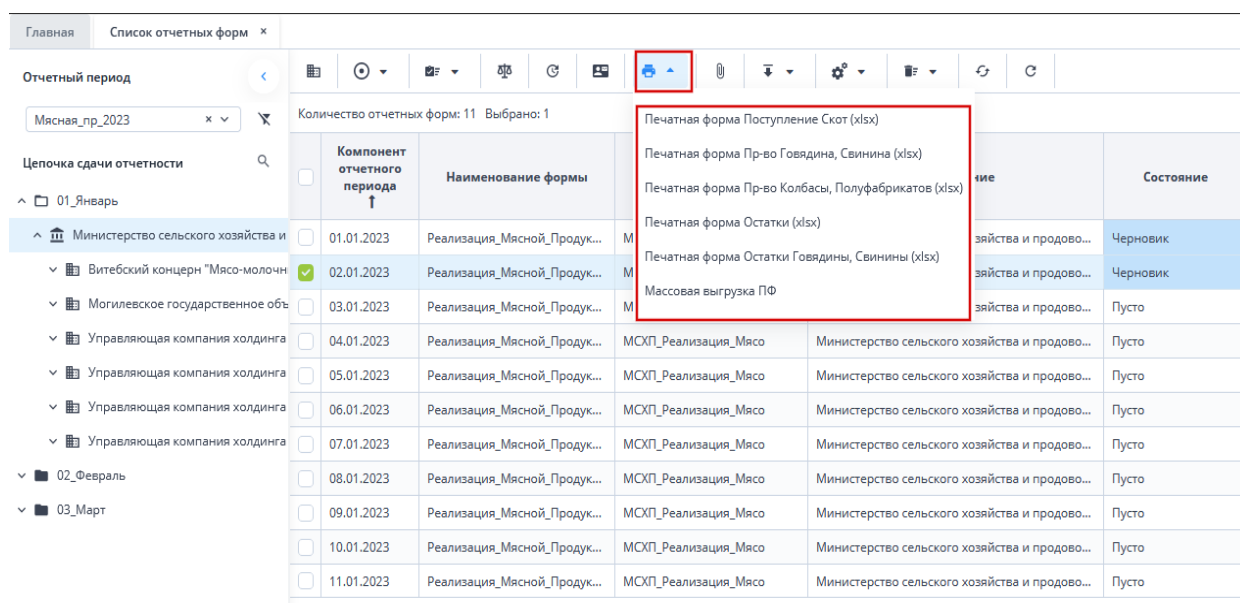 Главная
Список отчетных форм ×
Отчетный период
Мясная_пр_2023
Цепочка сдачи отчетности
01_Январь
Министерство сельского хозяйства и
Витебский концерн "Мясо-молочн
Могилевское государственное объ
Управляющая компания холдинга
Управляющая компания холдинга
Управляющая компания холдинга
Управляющая компания холдинга
02_Февраль
03_Март
Количество отчетных форм: 11 Выбрано: 1
Печатная форма Поступление Скот (xlsx)
Печатная форма Пр-во Говядина, Свинина (xlsx)
Печатная форма Пр-во Колбасы, Полуфабрикатов (xlsx)
Печатная форма Остатки (xlsx)
Печатная форма Остатки Говядины, Свинины (xlsx)
Массовая выгрузка ПФ
Компонент отчетного периода Наименование формы ние Состояние
01.01.2023 Реализация_Мясной_Продук... М зяйства и продово... Черновик
02.01.2023 Реализация_Мясной_Продук... М зяйства и продово... Черновик
03.01.2023 Реализация_Мясной_Продук... М зяйства и продово... Пусто
04.01.2023 Реализация_Мясной_Продук... МСХП_Реализация_Мясо Министерство сельского хозяйства и продово... Пусто
05.01.2023 Реализация_Мясной_Продук... МСХП_Реализация_Мясо Министерство сельского хозяйства и продово... Пусто
06.01.2023 Реализация_Мясной_Продук... МСХП_Реализация_Мясо Министерство сельского хозяйства и продово... Пусто
07.01.2023 Реализация_Мясной_Продук... МСХП_Реализация_Мясо Министерство сельского хозяйства и продово... Пусто
08.01.2023 Реализация_Мясной_Продук... МСХП_Реализация_Мясо Министерство сельского хозяйства и продово... Пусто
09.01.2023 Реализация_Мясной_Продук... МСХП_Реализация_Мясо Министерство сельского хозяйства и продово... Пусто
10.01.2023 Реализация_Мясной_Продук... МСХП_Реализация_Мясо Министерство сельского хозяйства и продово... Пусто
11.01.2023 Реализация_Мясной_Продук... МСХП_Реализация_Мясо Министерство сельского хозяйства и продово... Пусто